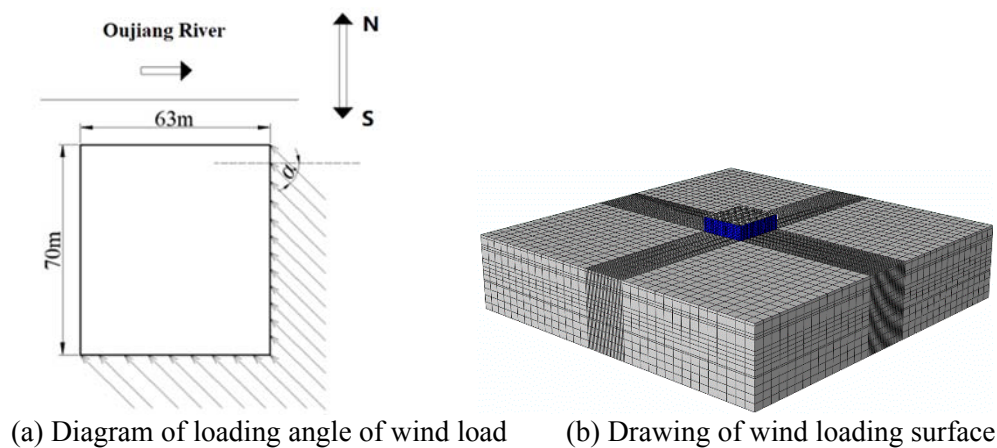 Oujiang River
N
S
63m
α
70m
(a) Diagram of loading angle of wind load
(b) Drawing of wind loading surface